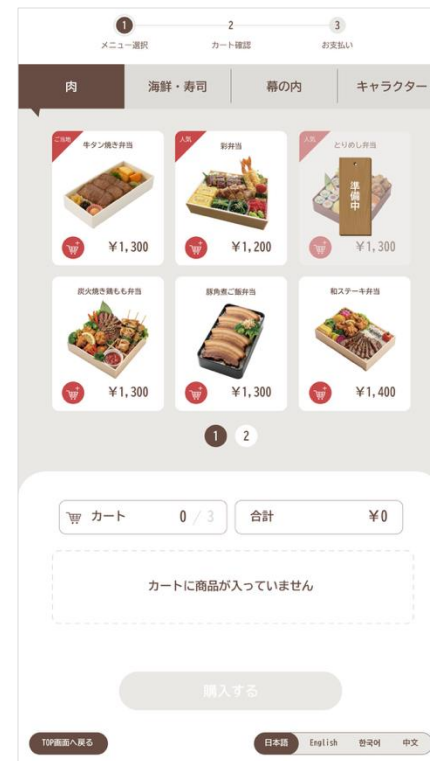 1 2 3
メニュー選択 カート確認 お支払い
肉 海鮮・寿司 幕の内 キャラクター
ご当地 牛タン焼き弁当
¥1,300
人気 彩弁当
¥1,200
人気 とりめし弁当
準備中
¥1,300
炭火焼き鶏もも弁当
¥1,300
豚角煮ご飯弁当
¥1,300
和ステーキ弁当
¥1,400
1 2
カート 0 / 3 合計 ¥0
カートに商品が入っていません
購入する
TOP画面へ戻る 日本語 English 한국어 中文